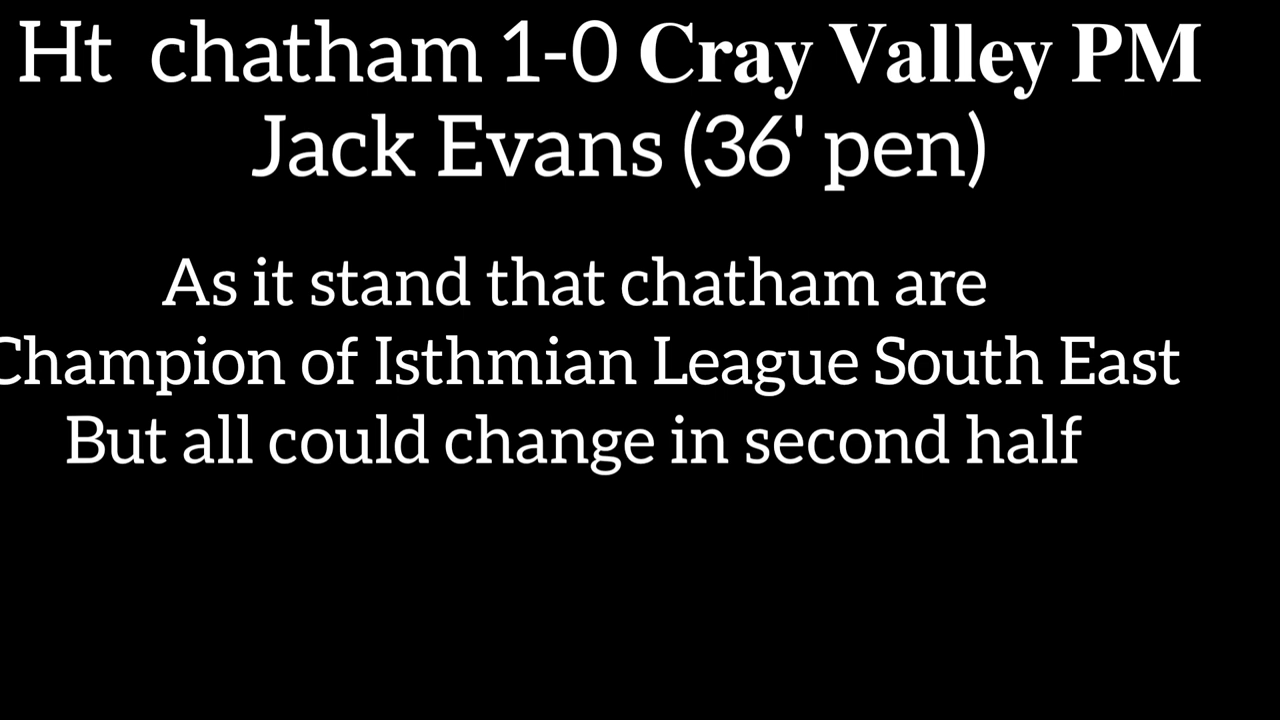 Ht chatham 1-0 Cray Valley PM
Jack Evans (36' pen)
As it stand that chatham are
Champion of Isthmian League South East
But all could change in second half